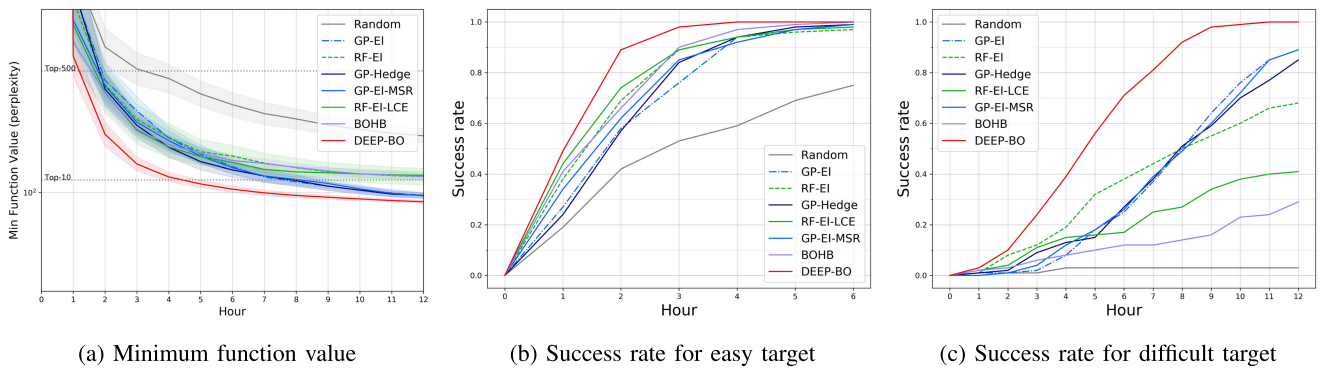 Min Function Value (perplexity)
10²
Top-500
Top-10
Random
GP-EI
RF-EI
GP-Hedge
GP-EI-MSR
RF-EI-LCE
BOHB
DEEP-BO
0 1 2 3 4 5 6 7 8 9 10 11 12
Hour
(a) Minimum function value
Success rate
1.0
0.8
0.6
0.4
0.2
0.0
Random
GP-EI
RF-EI
GP-Hedge
RF-EI-LCE
GP-EI-MSR
BOHB
DEEP-BO
0 1 2 3 4 5 6
Hour
(b) Success rate for easy target
Success rate
1.0
0.8
0.6
0.4
0.2
0.0
Random
GP-EI
RF-EI
GP-Hedge
RF-EI-LCE
GP-EI-MSR
BOHB
DEEP-BO
0 1 2 3 4 5 6 7 8 9 10 11 12
Hour
(c) Success rate for difficult target